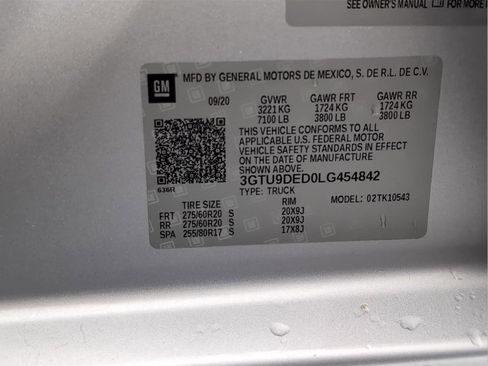 SEE OWNER'S MANUAL FOR MORE
GM
MFD BY GENERAL MOTORS DE MEXICO, S. DE R.L. DE C.V.
09/20 GVWR GAWR FRT GAWR RR
3221 KG 1724 KG 1724 KG
7100 LB 3800 LB 3800 LB
THIS VEHICLE CONFORMS TO ALL
APPLICABLE U.S. FEDERAL MOTOR
VEHICLE SAFETY AND THEFT PREVENTION
STANDARDS IN EFFECT ON THE DATE OF
MANUFACTURE SHOWN ABOVE.
3GTU9DED0LG454842
636R TYPE: TRUCK
MODEL: 02TK10543
TIRE SIZE RIM
FRT 275/60R20 S 20X9J
RR 275/60R20 S 20X9J
SPA 255/80R17 S 17X8J